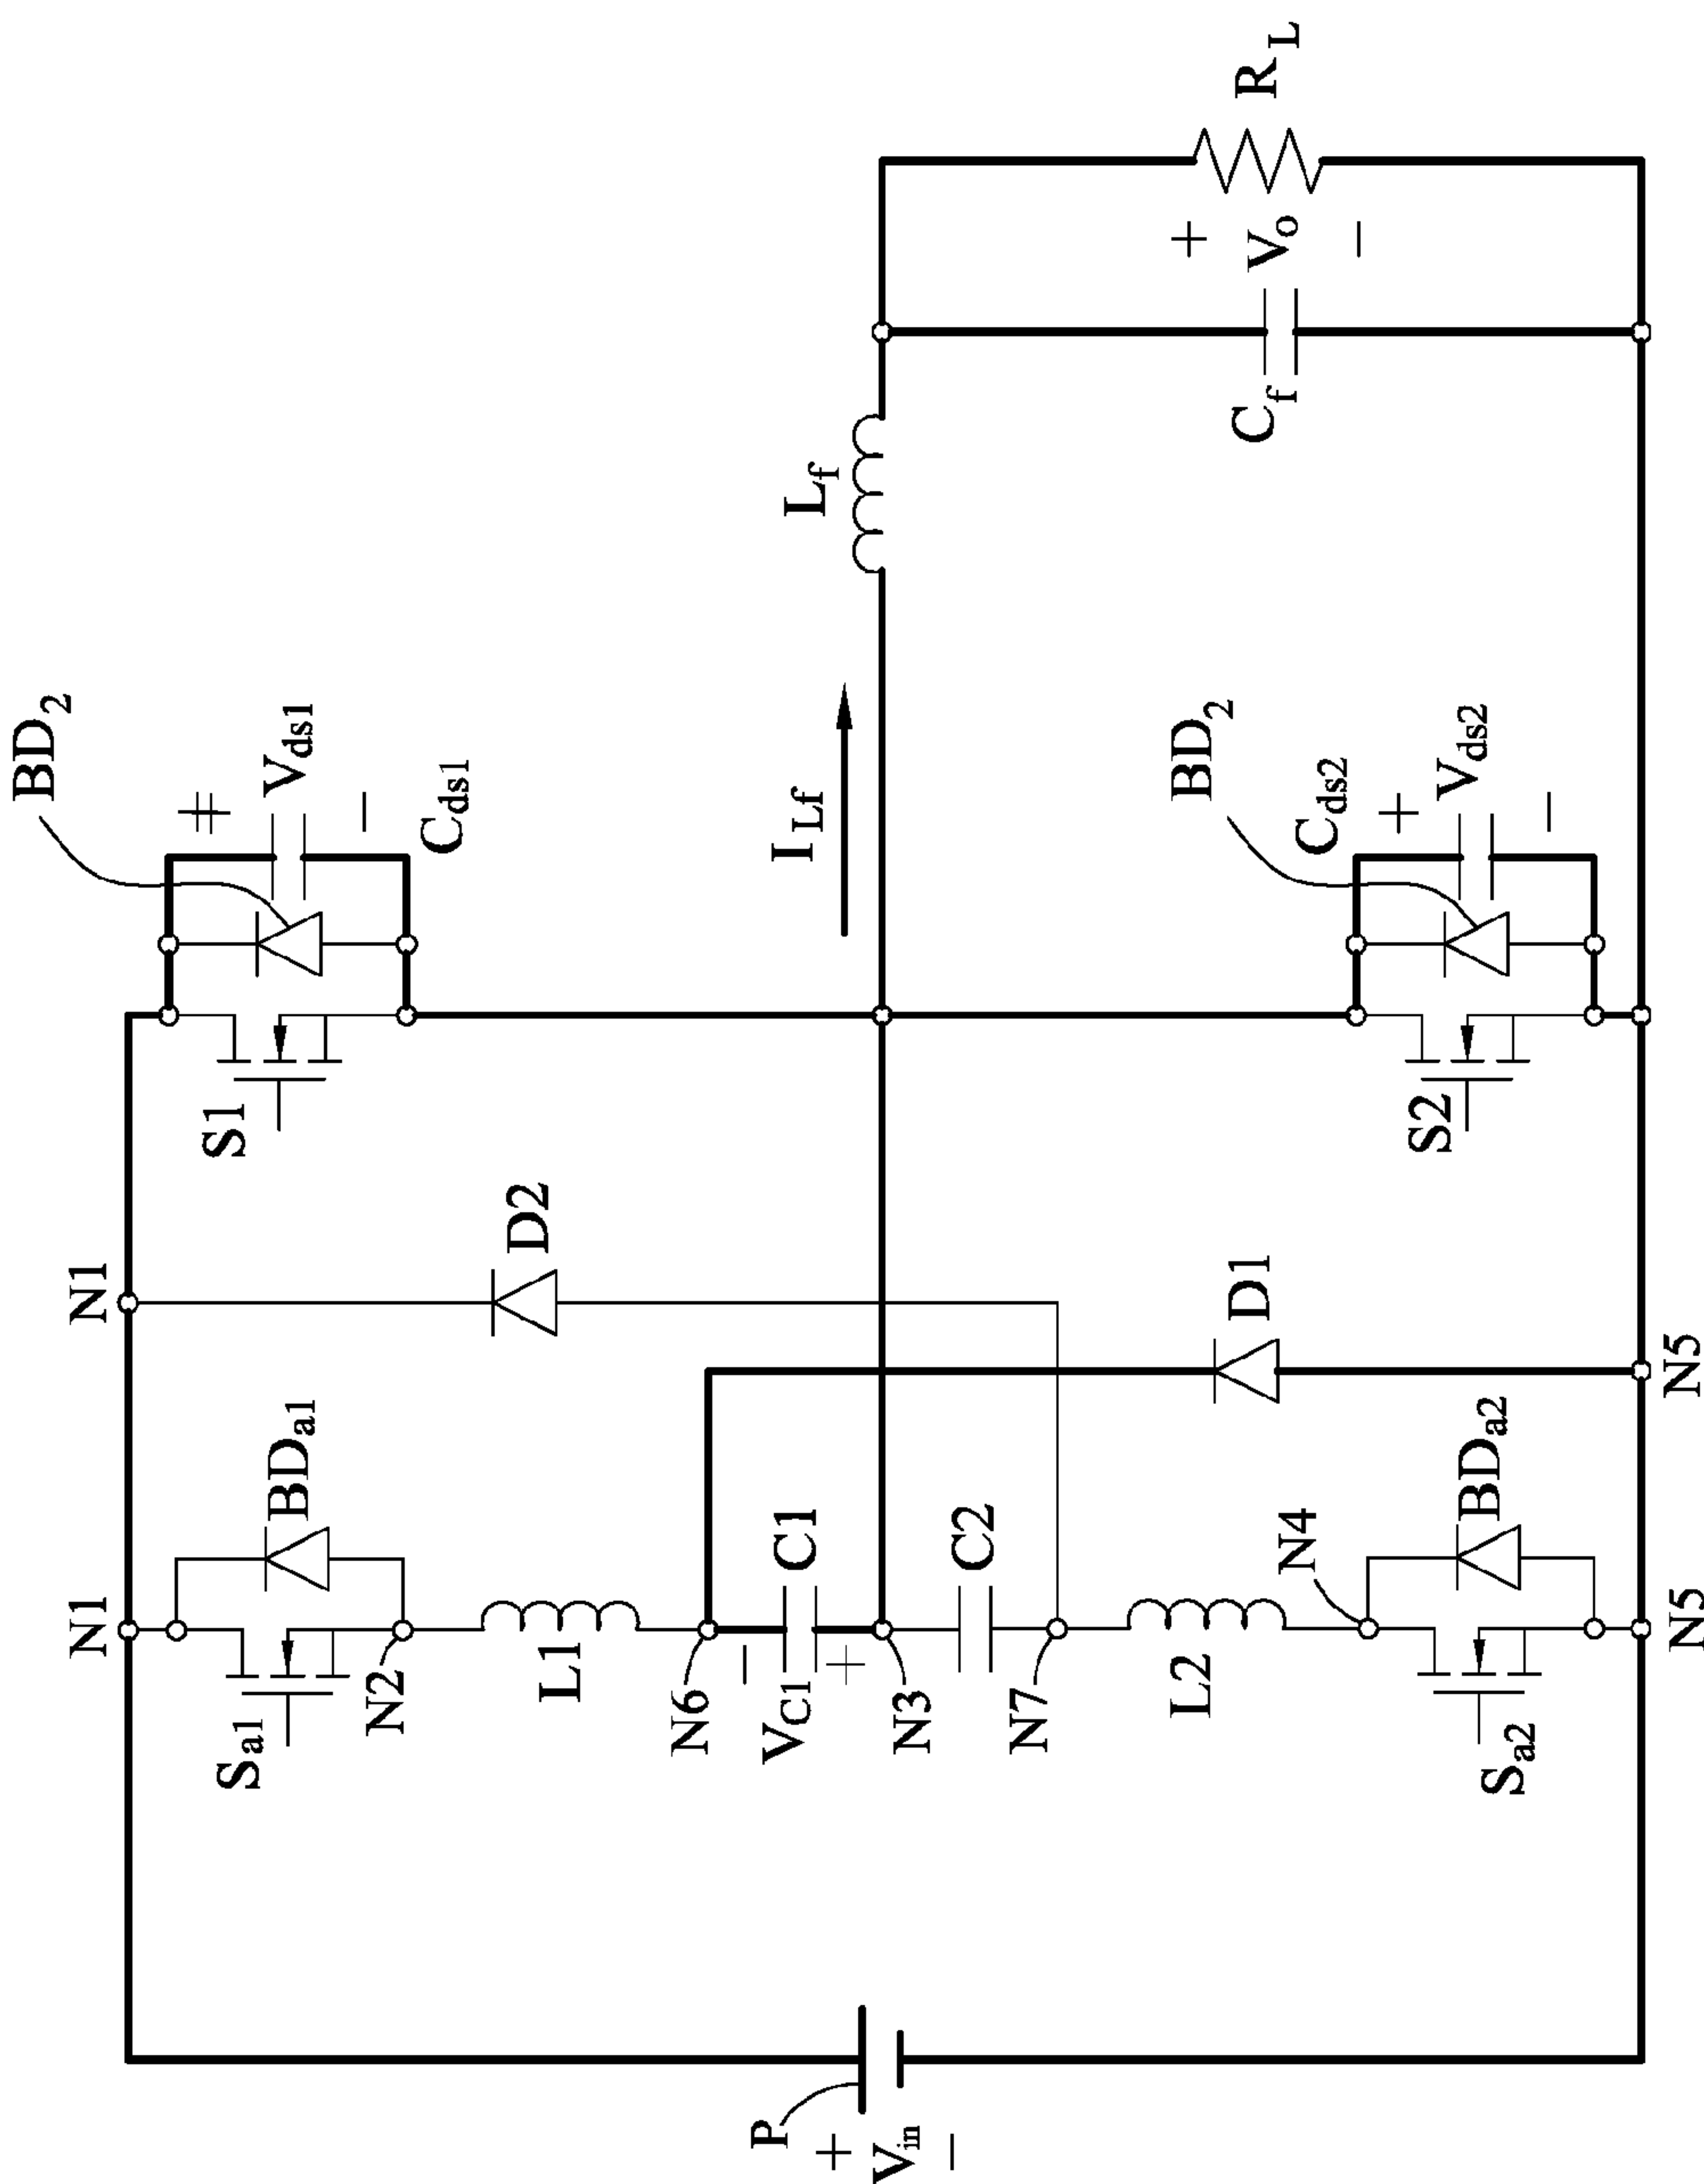 BD2
N1
N1
S1
Vds1
Cds1
Sa1
BDa1
N2
D2
L1
N6
VC1
C1
ILf
Lf
N3
P
+
Vin
−
−
+
+
−
C2
N7
N4
L2
D1
BD2
Cds2
+
Vds2
−
S2
Sa2
BDa2
Cf
+
Vo
−
RL
N5
N5